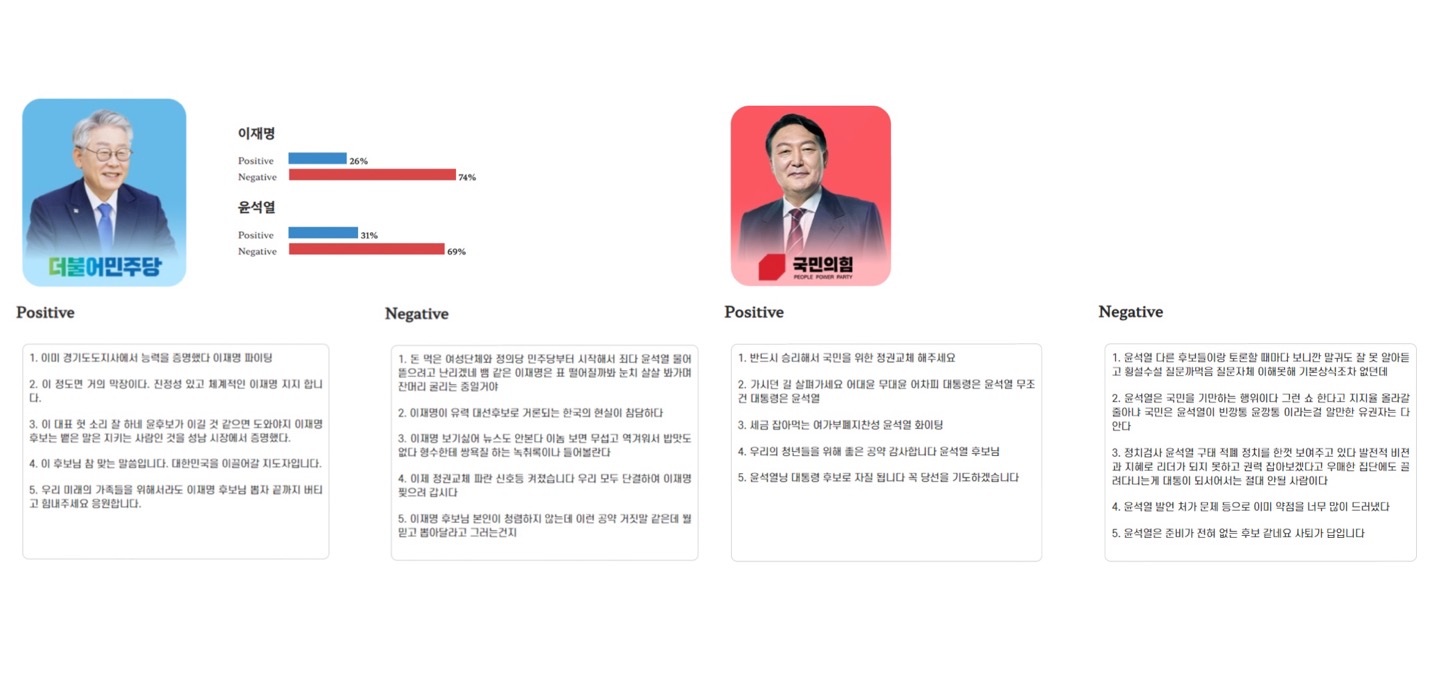 이재명
Positive 26%
Negative 74%
윤석열
Positive 31%
Negative 69%
더불어민주당
국민의힘
PEOPLE POWER PARTY
Positive
1. 이미 경기도도지사에서 능력을 증명했다 이재명 파이팅
2. 이 정도면 거의 막장이다. 진정성 있고 체계적인 이재명 지지 합니
다.
3. 이 대표 헛 소리 잘 하네 윤후보가 이길 것 같으면 도와야지 이재명
후보는 뱉은 말은 지키는 사람인 것을 성남 시장에서 증명했다.
4. 이 후보님 참 맞는 말씀입니다. 대한민국을 이끌어갈 지도자입니다.
5. 우리 미래의 가족들을 위해서라도 이재명 후보님 뽑자 끝까지 버티
고 힘내주세요 응원합니다.
Negative
1. 돈 먹은 여성단체와 정의당 민주당부터 시작해서 죄다 윤석열 물어
뜯으려고 난리겠네 뱀 같은 이재명은 표 떨어질까봐 눈치 살살 봐가며
잔머리 굴리는 중일거야
2. 이재명이 유력 대선후보로 거론되는 한국의 현실이 참담하다
3. 이재명 보기싫어 뉴스도 안본다 이놈 보면 무섭고 역겨워서 밥맛도
없다 형수한테 쌍욕질 하는 녹취록이나 들어볼란다
4. 이제 정권교체 파란 신호등 켜졌습니다 우리 모두 단결하여 이재명
찢으러 갑시다
5. 이재명 후보님 본인이 청렴하지 않는데 이런 공약 거짓말 같은데 뭘
믿고 뽑아달라고 그러는건지
Positive
1. 반드시 승리해서 국민을 위한 정권교체 해주세요
2. 가시던 길 살펴가세요 어대윤 무대윤 어차피 대통령은 윤석열 무조
건 대통령은 윤석열
3. 세금 잡아먹는 여가부폐지찬성 윤석열 화이팅
4. 우리의 청년들을 위해 좋은 공약 감사합니다 윤석열 후보님
5. 윤석열넝 대통령 후보로 자질 됩니다 꼭 당선을 기도하겠습니다
Negative
1. 윤석열 다른 후보들이랑 토론할 때마다 보니깐 말귀도 잘 못 알아듣
고 횡설수설 질문까먹음 질문자체 이해못해 기본상식조차 없던데
2. 윤석열은 국민을 기만하는 행위이다 그런 쇼 한다고 지지율 올라갈
줄아냐 국민은 윤석열이 빈깡통 윤깡통 이라는걸 알만한 유권자는 다
안다
3. 정치검사 윤석열 구태 적폐 정치를 한껏 보여주고 있다 발전적 비젼
과 지혜로 리더가 되지 못하고 권력 잡아보겠다고 우매한 집단에도 끌
려다니는게 대통이 되서어서는 절대 안될 사람이다
4. 윤석열 발언 처가 문제 등으로 이미 약점을 너무 많이 드러냈다
5. 윤석열은 준비가 전혀 없는 후보 같네요 사퇴가 답입니다